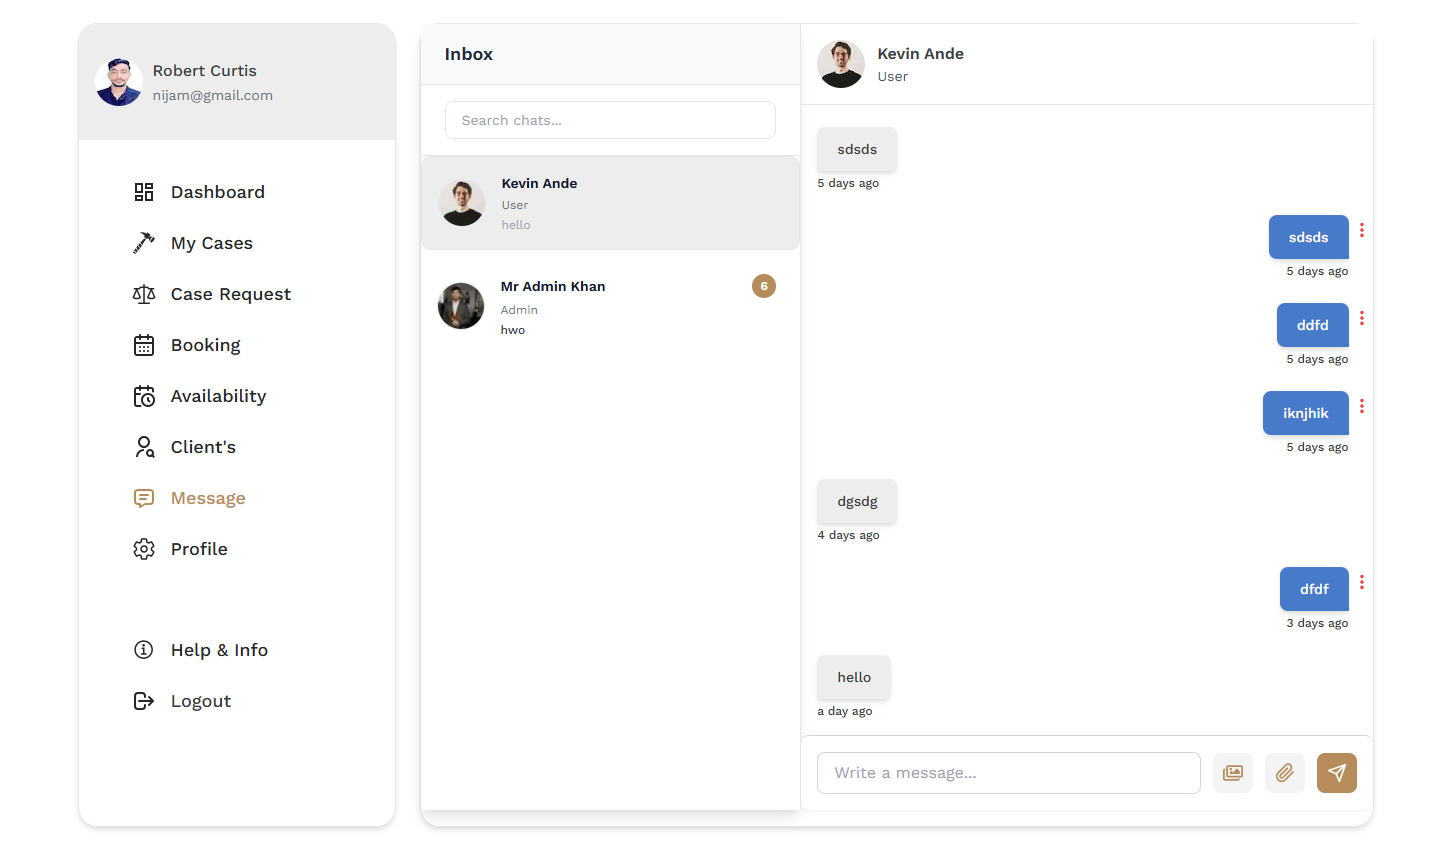 Robert Curtis
nijam@gmail.com
Dashboard
My Cases
Case Request
Booking
Availability
Client's
Message
Profile
Help & Info
Logout
Inbox
Search chats...
Kevin Ande
User
hello
Mr Admin Khan
6
Admin
hwo
Kevin Ande
User
sdsds
5 days ago
sdsds
5 days ago
ddfd
5 days ago
iknjhik
5 days ago
dgsdg
4 days ago
dfdf
3 days ago
hello
a day ago
Write a message...